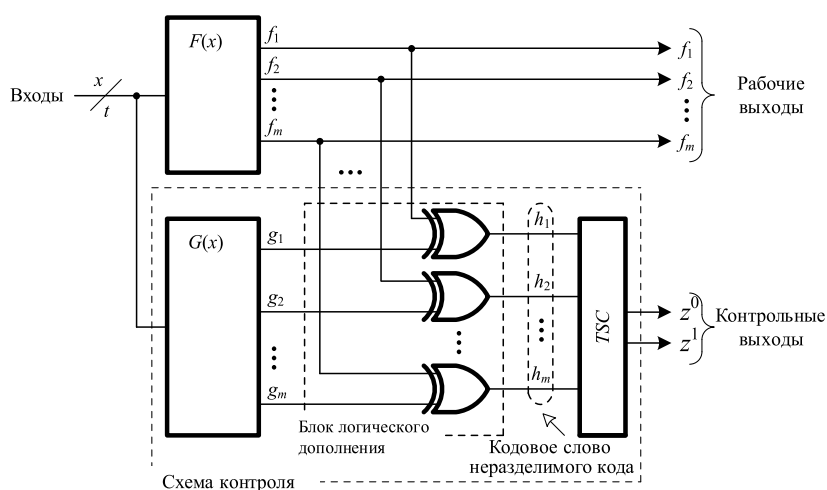 F(x)
f1
f2
fm
f1
f2
fm
Входы
x
t
Рабочие
выходы
G(x)
g1
g2
gm
h1
h2
hm
TSC
z0
z1
Контрольные
выходы
Блок логического
дополнения
Кодовое слово
неразделимого кода
Схема контроля